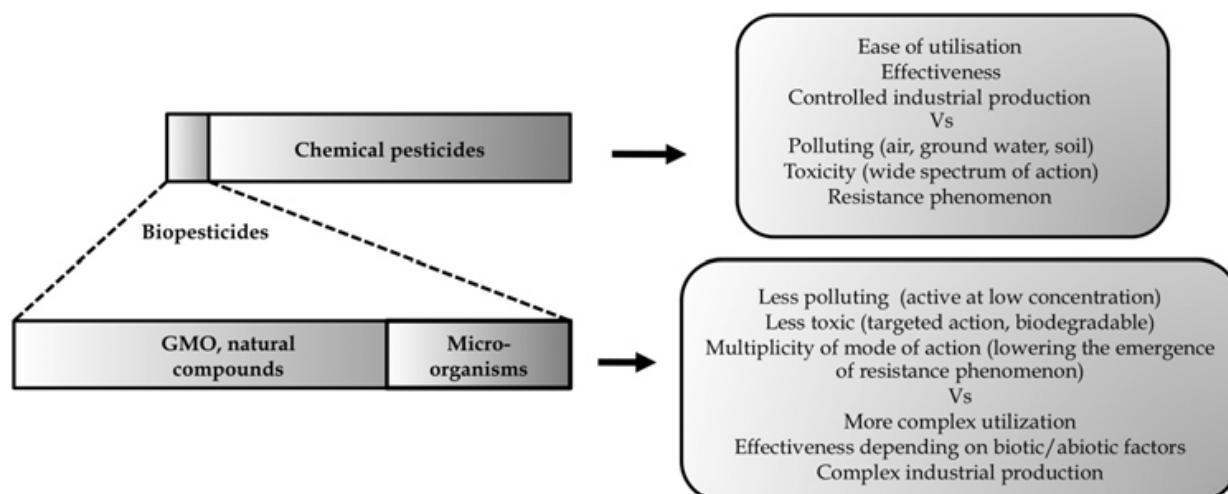 Chemical pesticides
Biopesticides
GMO, natural
compounds
Micro-
organisms
Ease of utilisation
Effectiveness
Controlled industrial production
Vs
Polluting (air, ground water, soil)
Toxicity (wide spectrum of action)
Resistance phenomenon
Less polluting (active at low concentration)
Less toxic (targeted action, biodegradable)
Multiplicity of mode of action (lowering the emergence
of resistance phenomenon)
Vs
More complex utilization
Effectiveness depending on biotic/abiotic factors
Complex industrial production